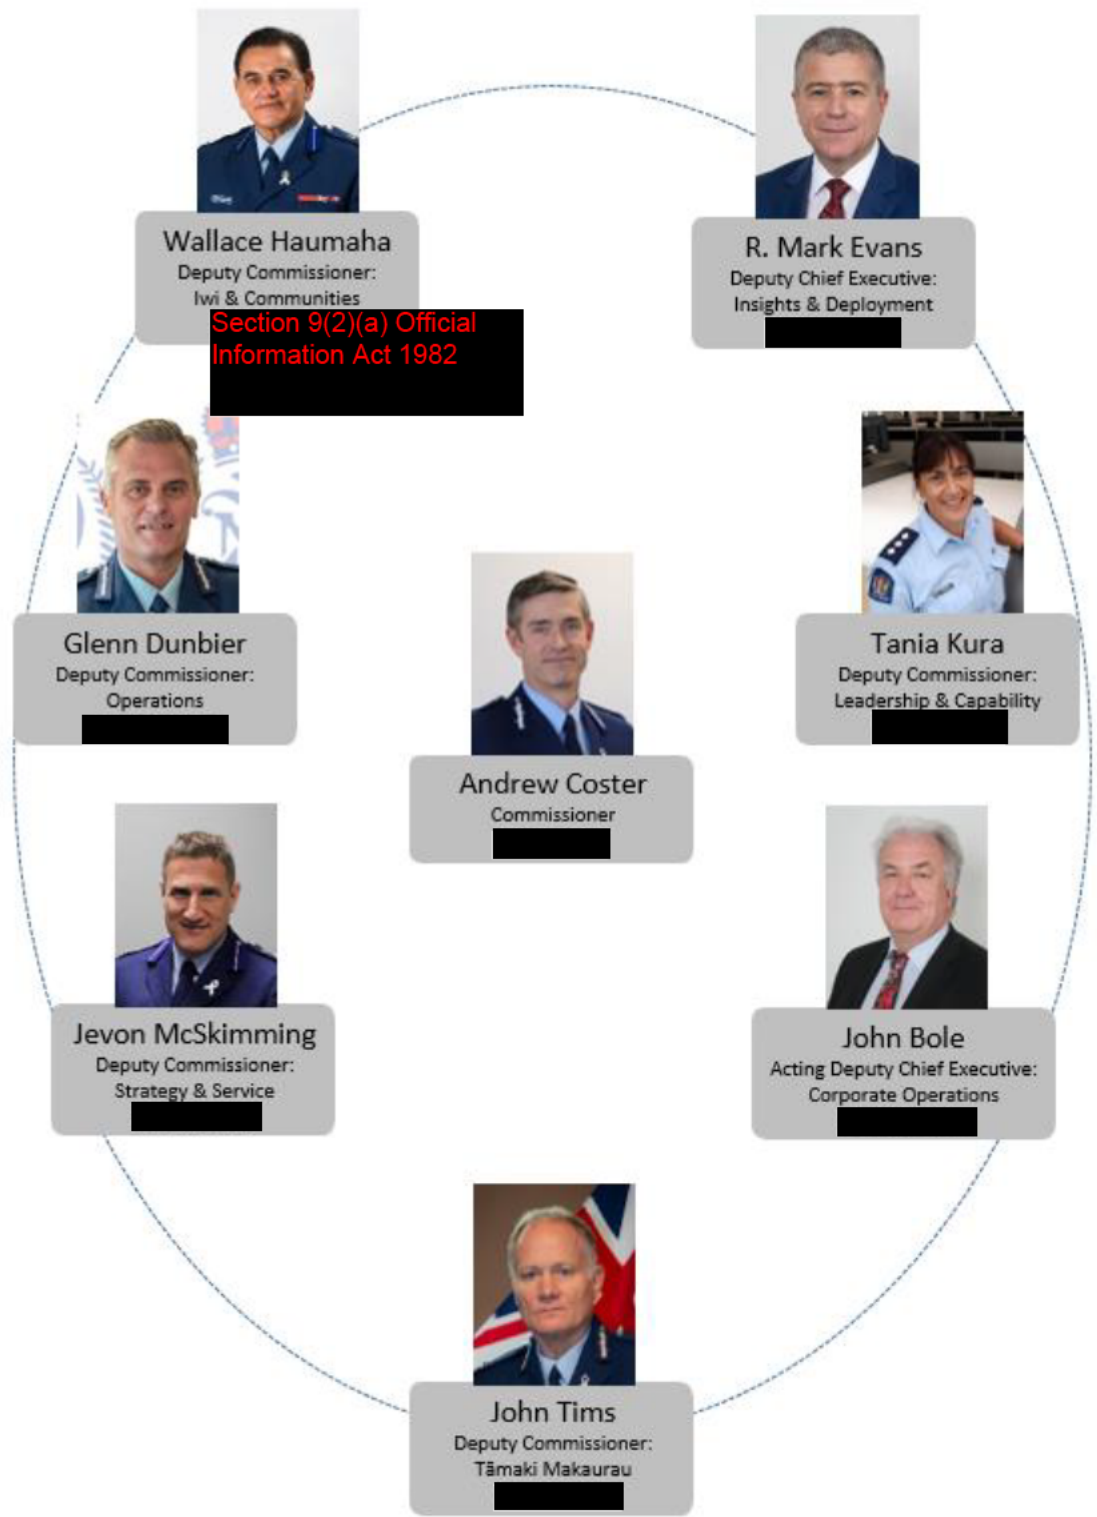 Wallace Haumaha
Deputy Commissioner:
Iwi & Communities
Section 9(2)(a) Official
Information Act 1982
R. Mark Evans
Deputy Chief Executive:
Insights & Deployment
Glenn Dunbier
Deputy Commissioner:
Operations
Tania Kura
Deputy Commissioner:
Leadership & Capability
Andrew Coster
Commissioner
Jevon McSkimming
Deputy Commissioner:
Strategy & Service
John Bole
Acting Deputy Chief Executive:
Corporate Operations
John Tims
Deputy Commissioner:
Tāmaki Makaurau